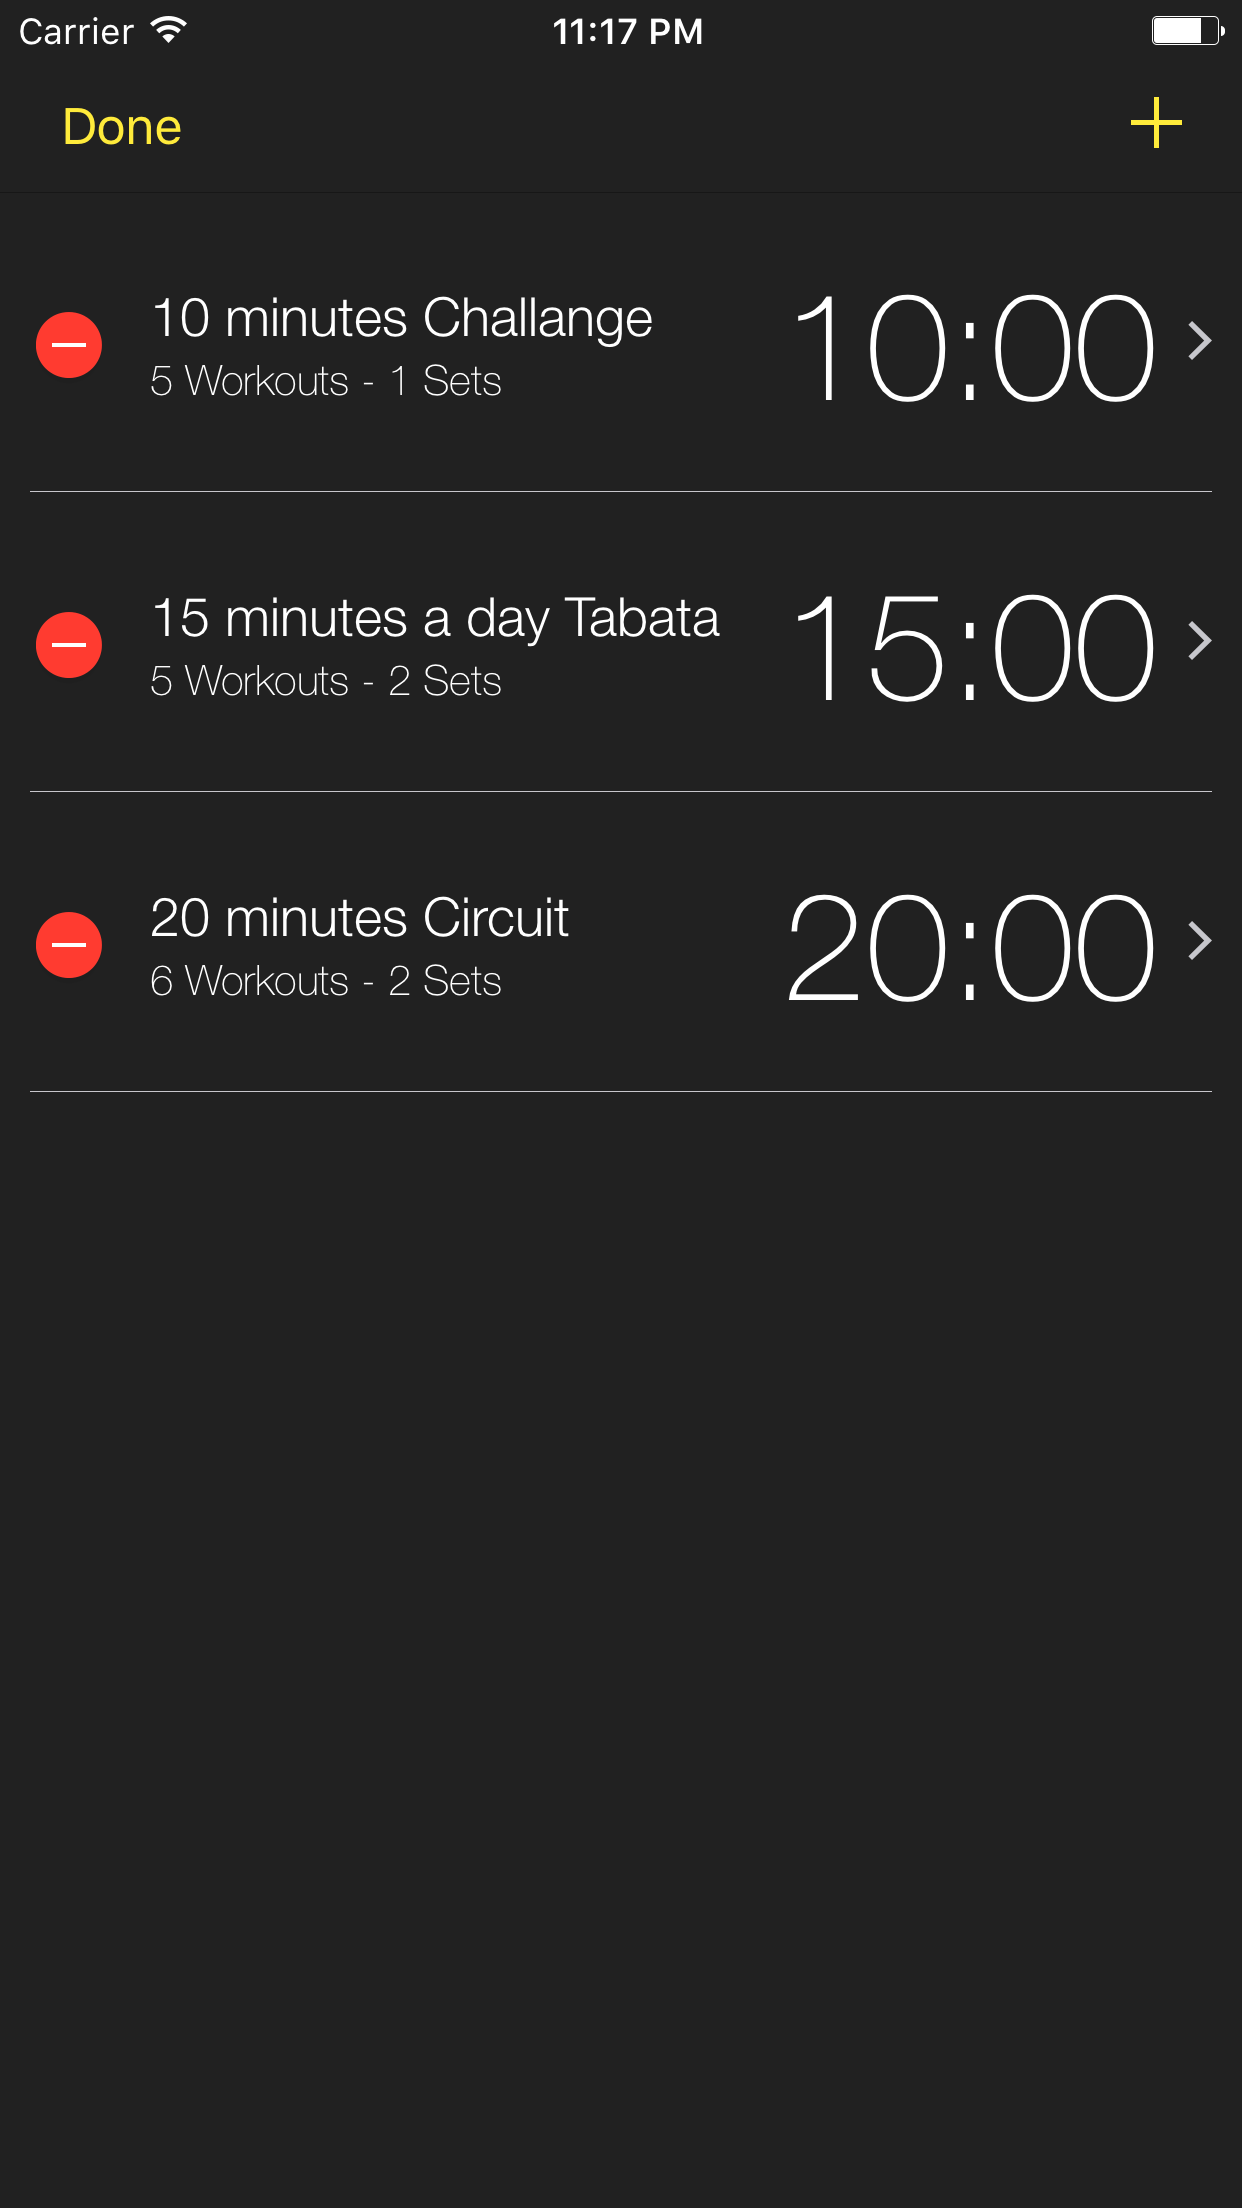 Carrier 11:17 PM
Done
10 minutes Challange
5 Workouts - 1 Sets
10:00
15 minutes a day Tabata
5 Workouts - 2 Sets
15:00
20 minutes Circuit
6 Workouts - 2 Sets
20:00